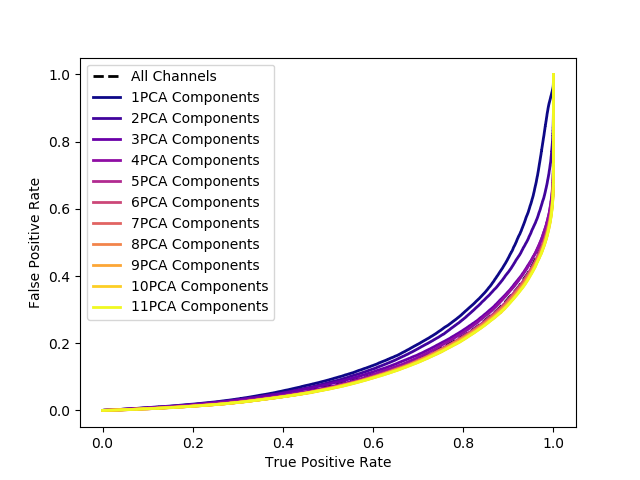 All Channels
1PCA Components
2PCA Components
3PCA Components
4PCA Components
5PCA Components
6PCA Components
7PCA Components
8PCA Components
9PCA Components
10PCA Components
11PCA Components
1.0
0.8
0.6
0.4
0.2
0.0
False Positive Rate
0.0 0.2 0.4 0.6 0.8 1.0
True Positive Rate